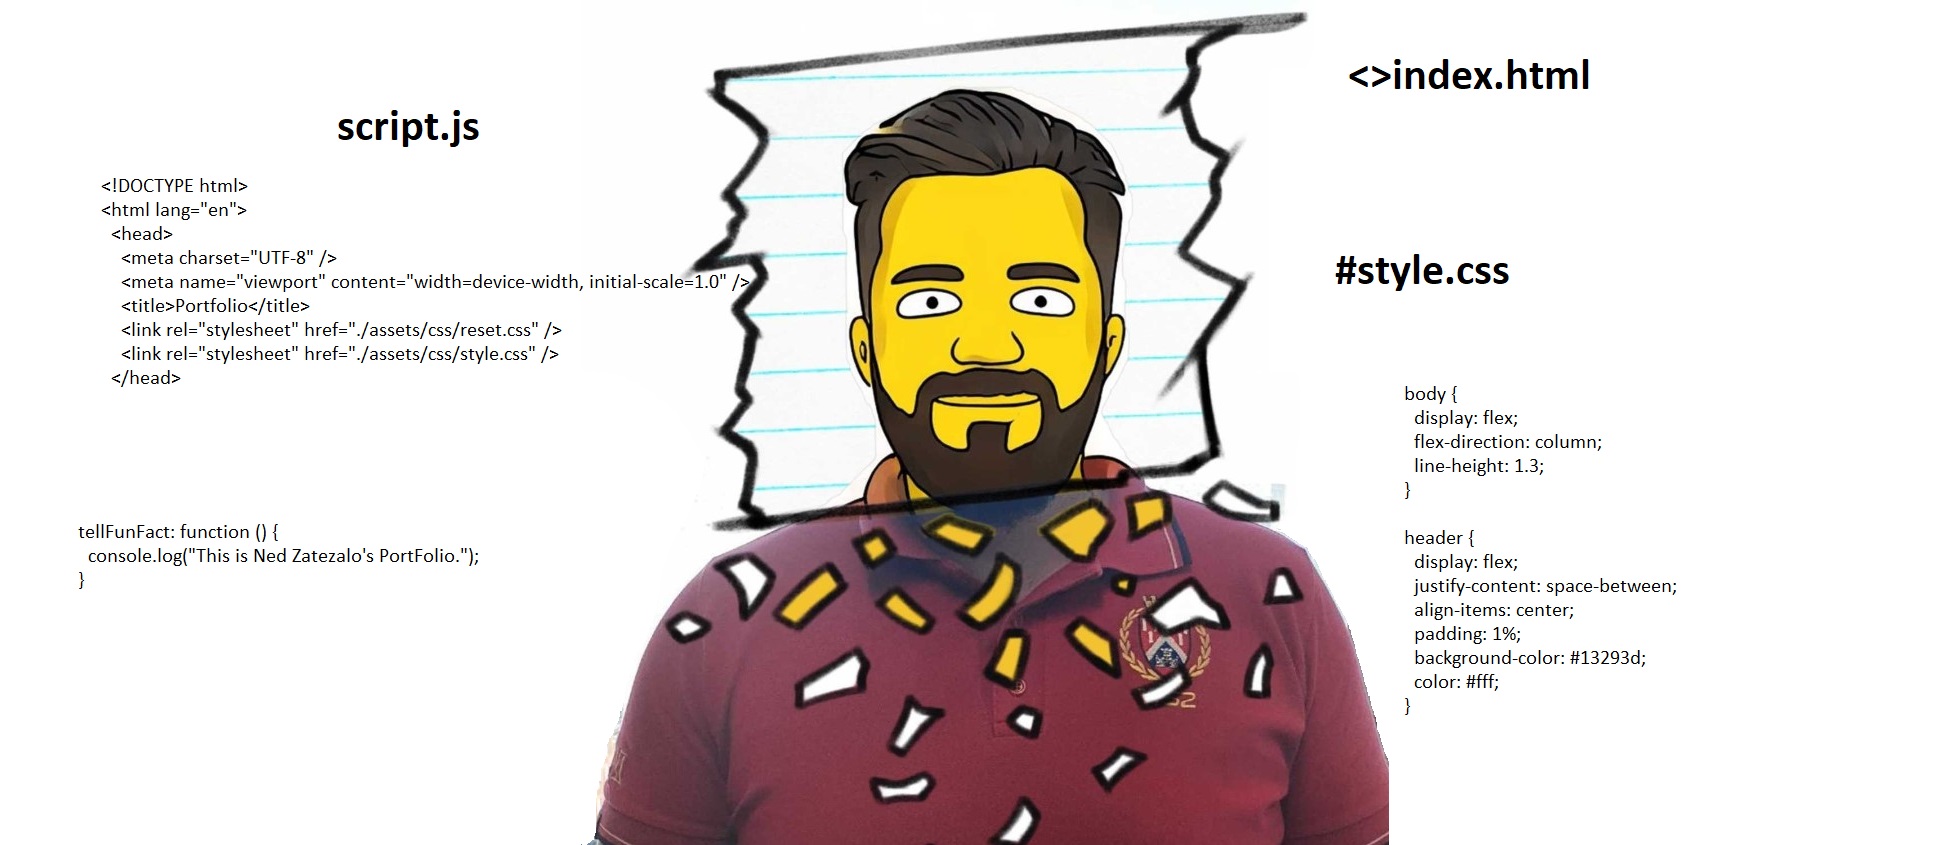 script.js
<!DOCTYPE html>
<html lang="en">
<head>
<meta charset="UTF-8" />
<meta name="viewport" content="width=device-width, initial-scale=1.0" />
<title>Portfolio</title>
<link rel="stylesheet" href="./assets/css/reset.css" />
<link rel="stylesheet" href="./assets/css/style.css" />
</head>
tellFunFact: function () {
console.log("This is Ned Zatezalo's PortFolio.");
}
<>index.html
#style.css
body {
display: flex;
flex-direction: column;
line-height: 1.3;
}
header {
display: flex;
justify-content: space-between;
align-items: center;
padding: 1%;
background-color: #13293d;
color: #fff;
}